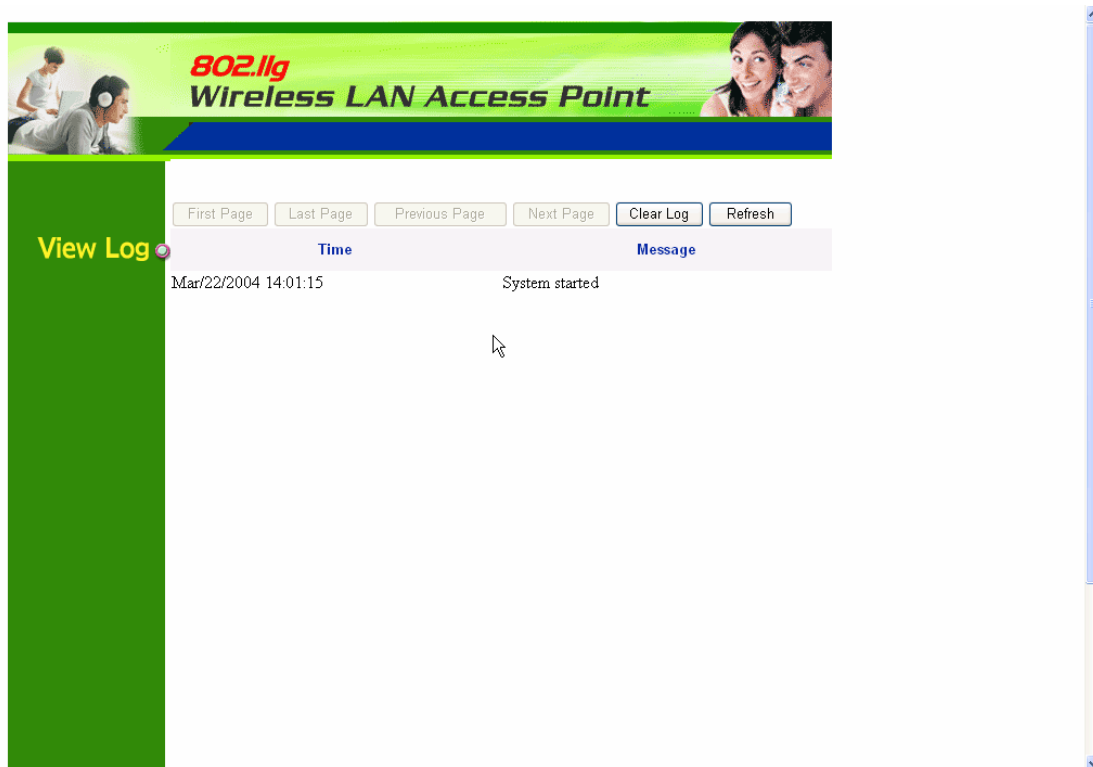 802.11g
Wireless LAN Access Point
First Page Last Page Previous Page Next Page Clear Log Refresh
View Log
Time Message
Mar/22/2004 14:01:15 System started